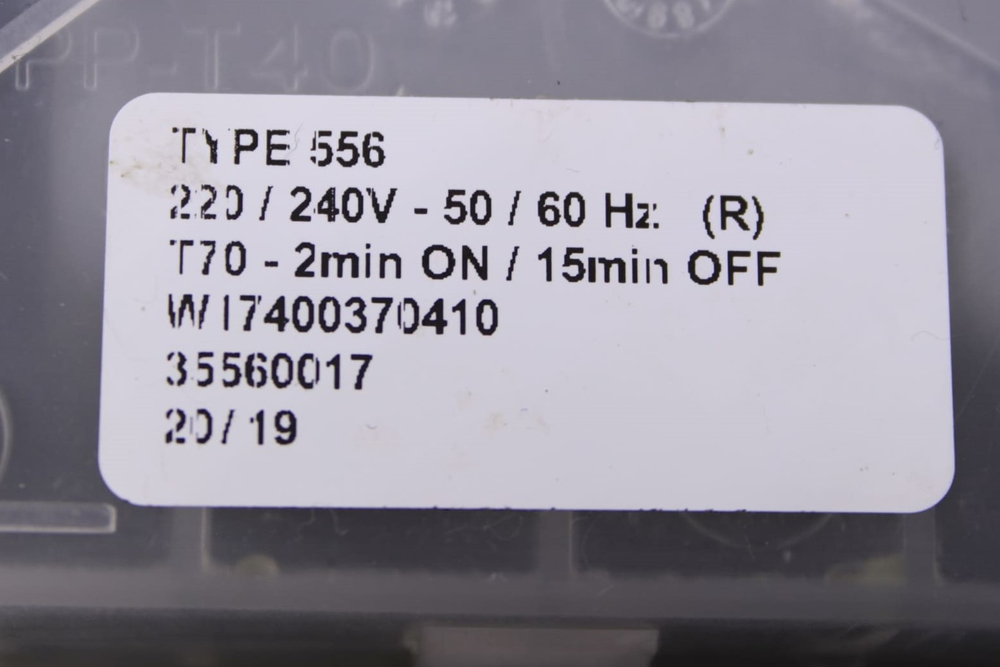 PP-T40
TYPE 556
220 / 240V - 50 / 60 Hz. (R)
T70 - 2min ON / 15min OFF
W17400370410
35560017
20/ 19